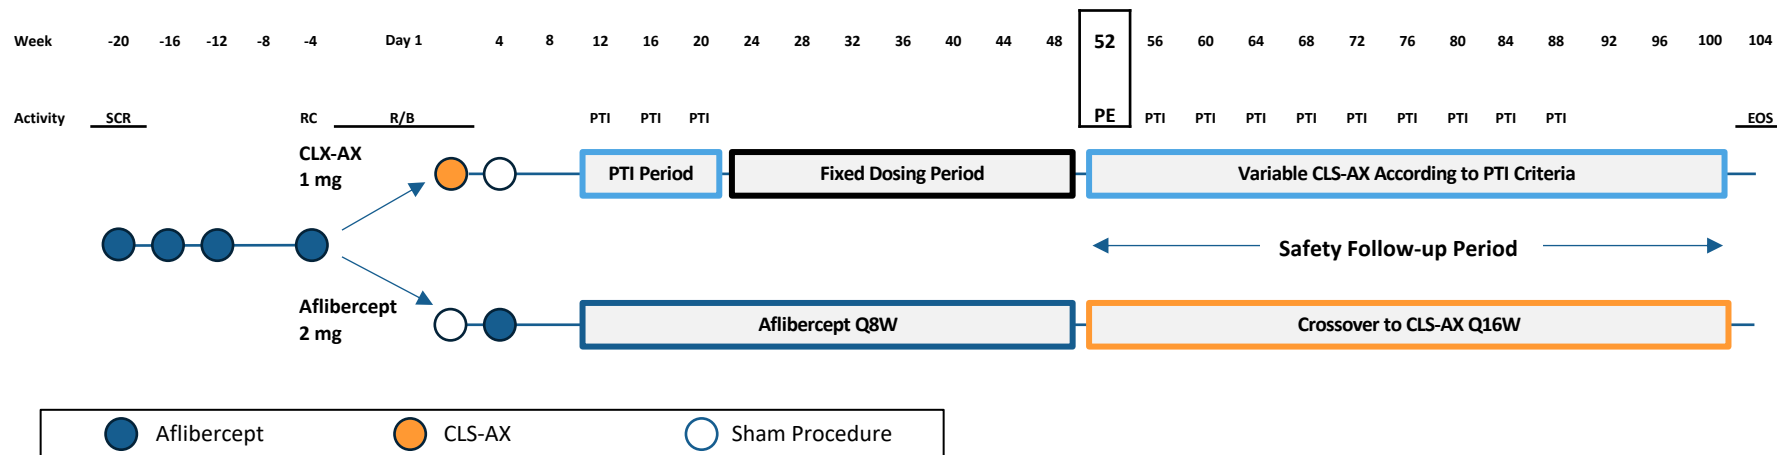 Week -20 -16 -12 -8 -4 Day 1 4 8 12 16 20 24 28 32 36 40 44 48 52 56 60 64 68 72 76 80 84 88 92 96 100 104
Activity SCR RC R/B PTI PTI PTI PE PTI PTI PTI PTI PTI PTI PTI PTI PTI EOS
CLX-AX
1 mg
PTI Period Fixed Dosing Period Variable CLS-AX According to PTI Criteria
Safety Follow-up Period
Aflibercept
2 mg
Aflibercept Q8W Crossover to CLS-AX Q16W
Aflibercept CLS-AX Sham Procedure